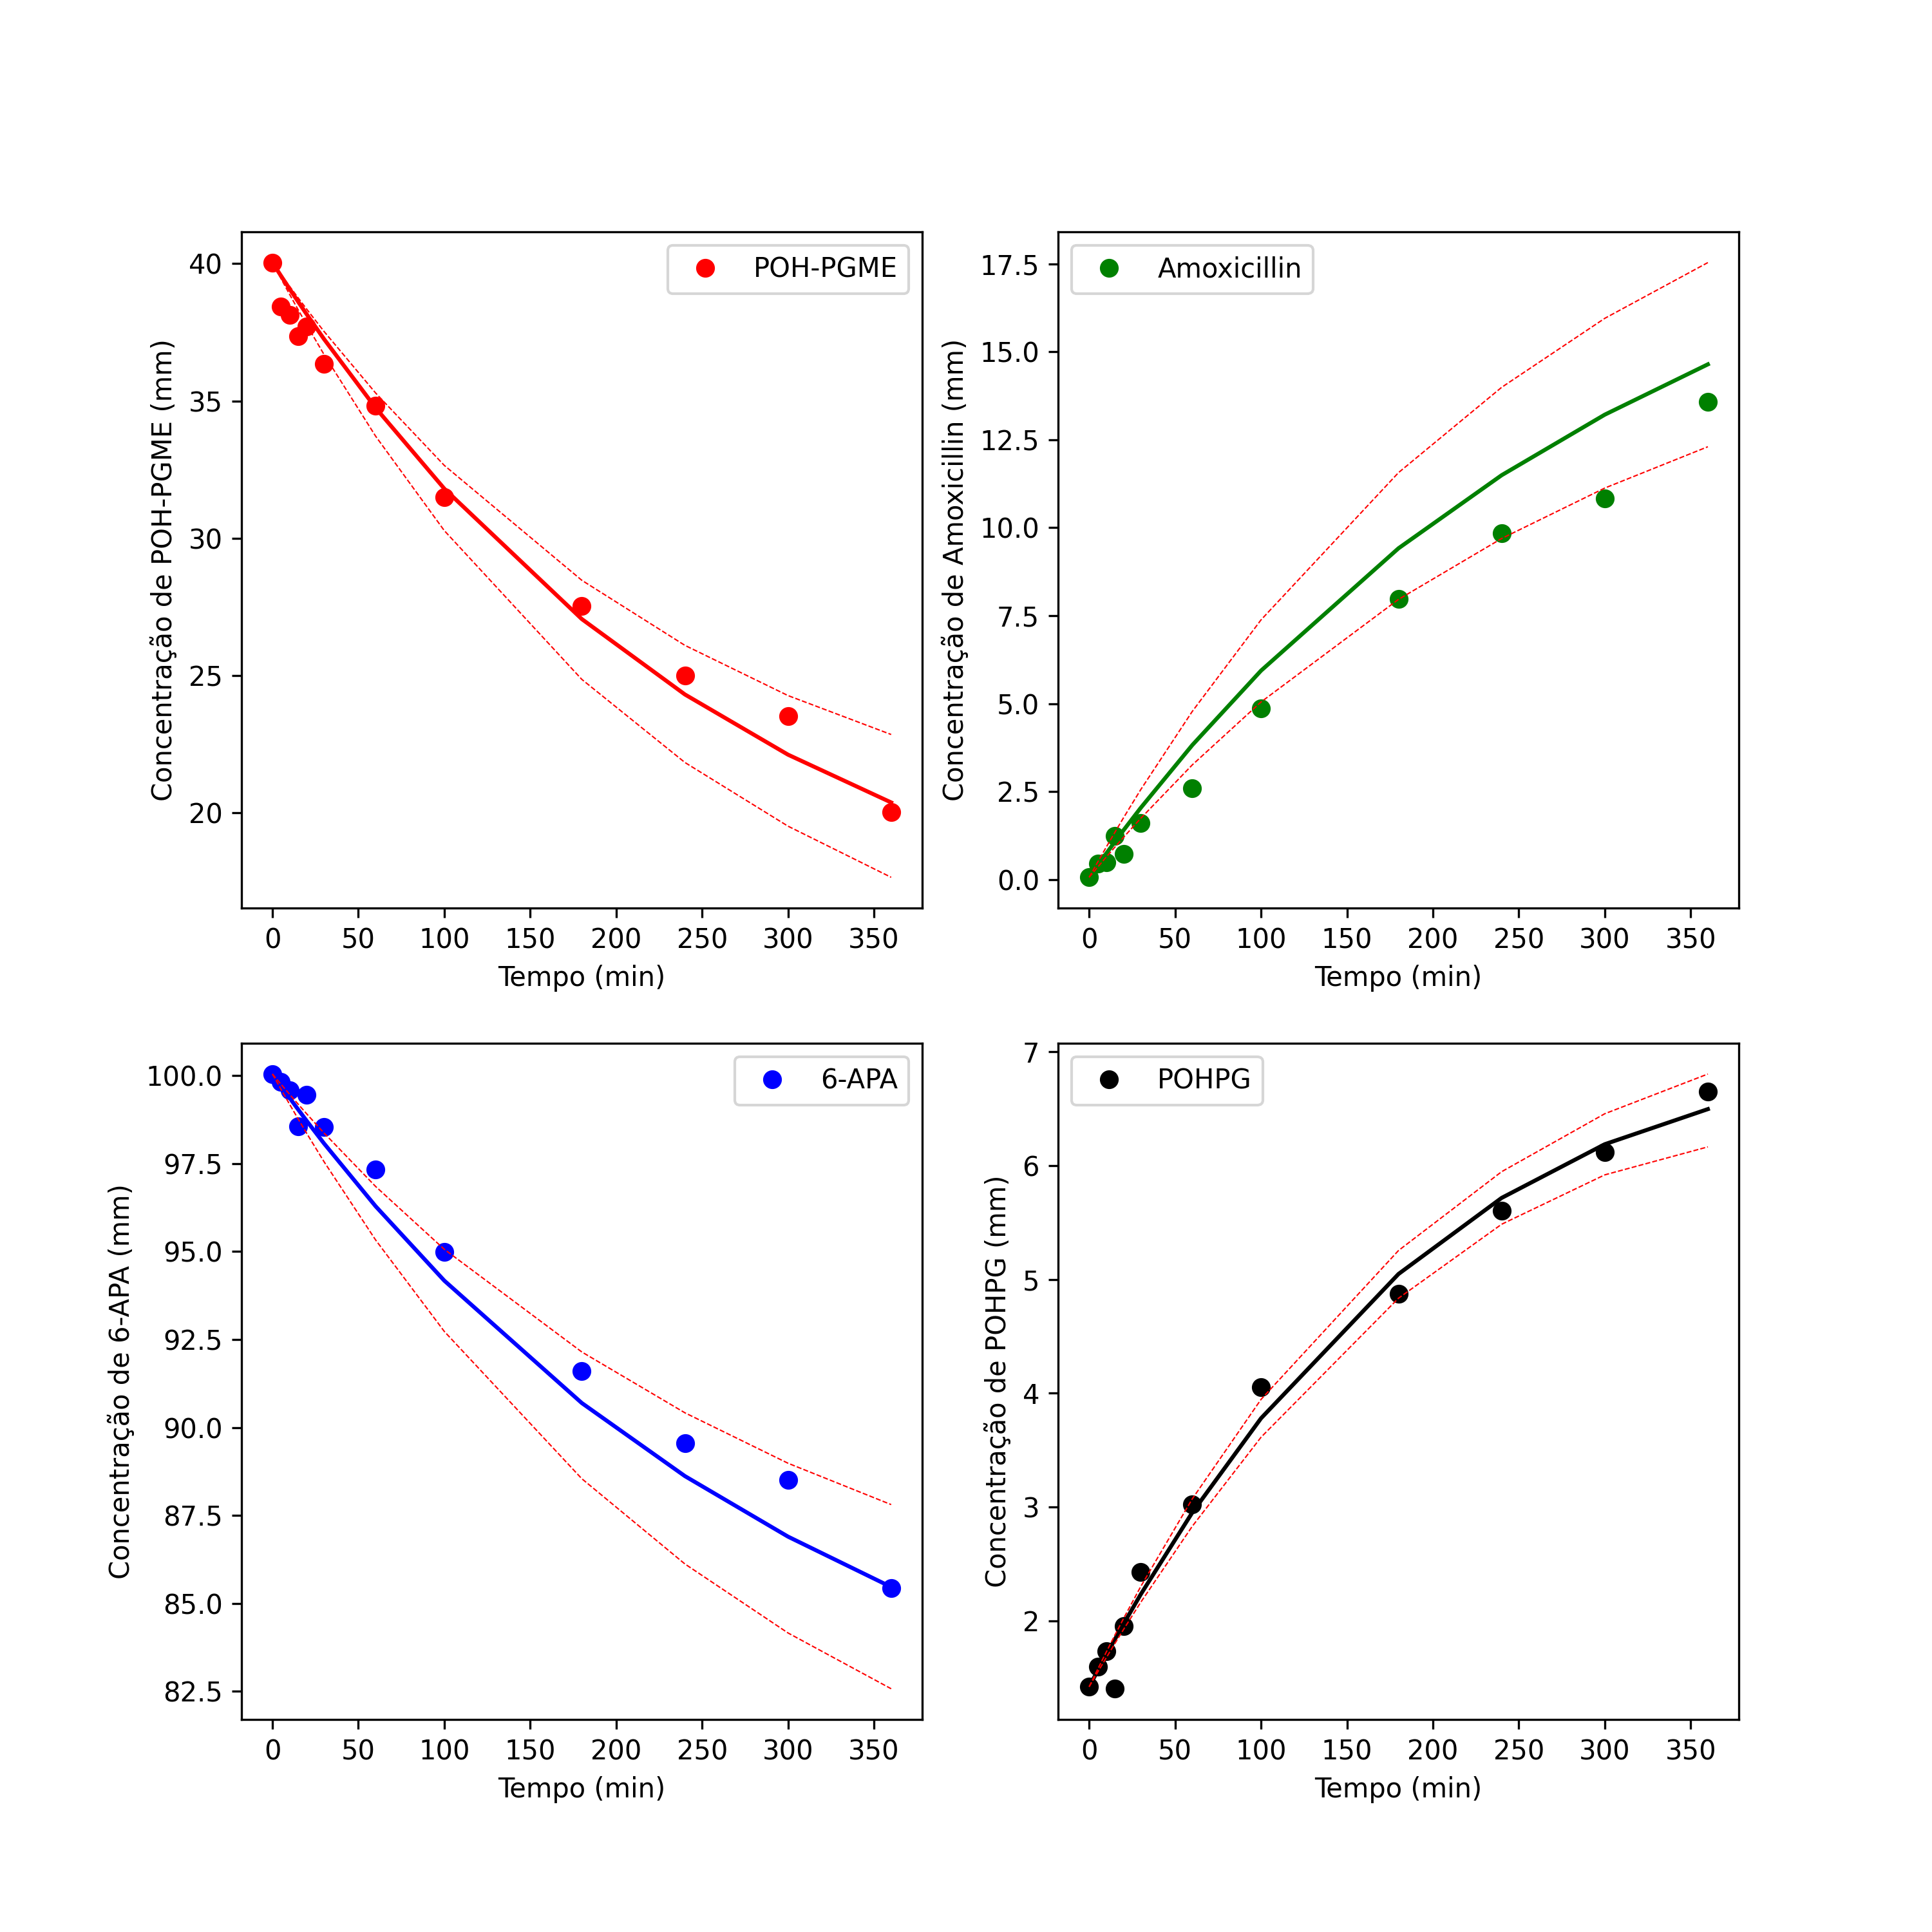 POH-PGME
Concentração de POH-PGME (mm)
40
35
30
25
20
0 50 100 150 200 250 300 350
Tempo (min)
Amoxicillin
Concentração de Amoxicillin (mm)
17.5
15.0
12.5
10.0
7.5
5.0
2.5
0.0
0 50 100 150 200 250 300 350
Tempo (min)
6-APA
Concentração de 6-APA (mm)
100.0
97.5
95.0
92.5
90.0
87.5
85.0
82.5
0 50 100 150 200 250 300 350
Tempo (min)
POHPG
Concentração de POHPG (mm)
7
6
5
4
3
2
0 50 100 150 200 250 300 350
Tempo (min)